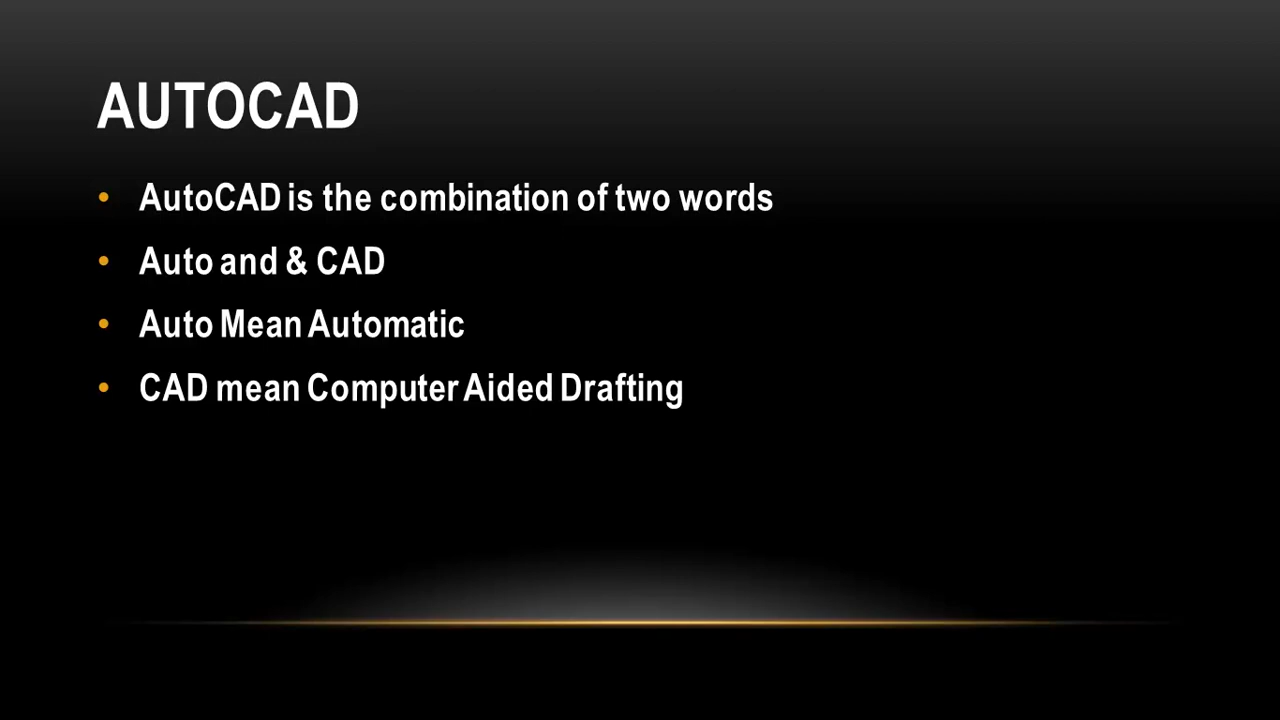 AUTOCAD
• AutoCAD is the combination of two words
• Auto and & CAD
• Auto Mean Automatic
• CAD mean Computer Aided Drafting